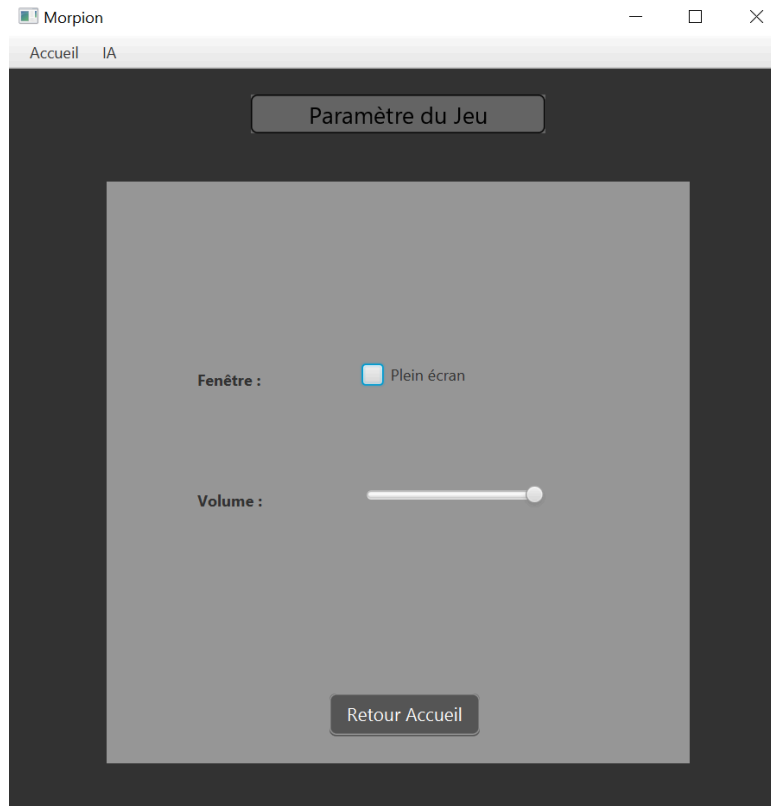 Morpion
Accueil IA
Paramètre du Jeu
Fenêtre : Plein écran
Volume :
Retour Accueil